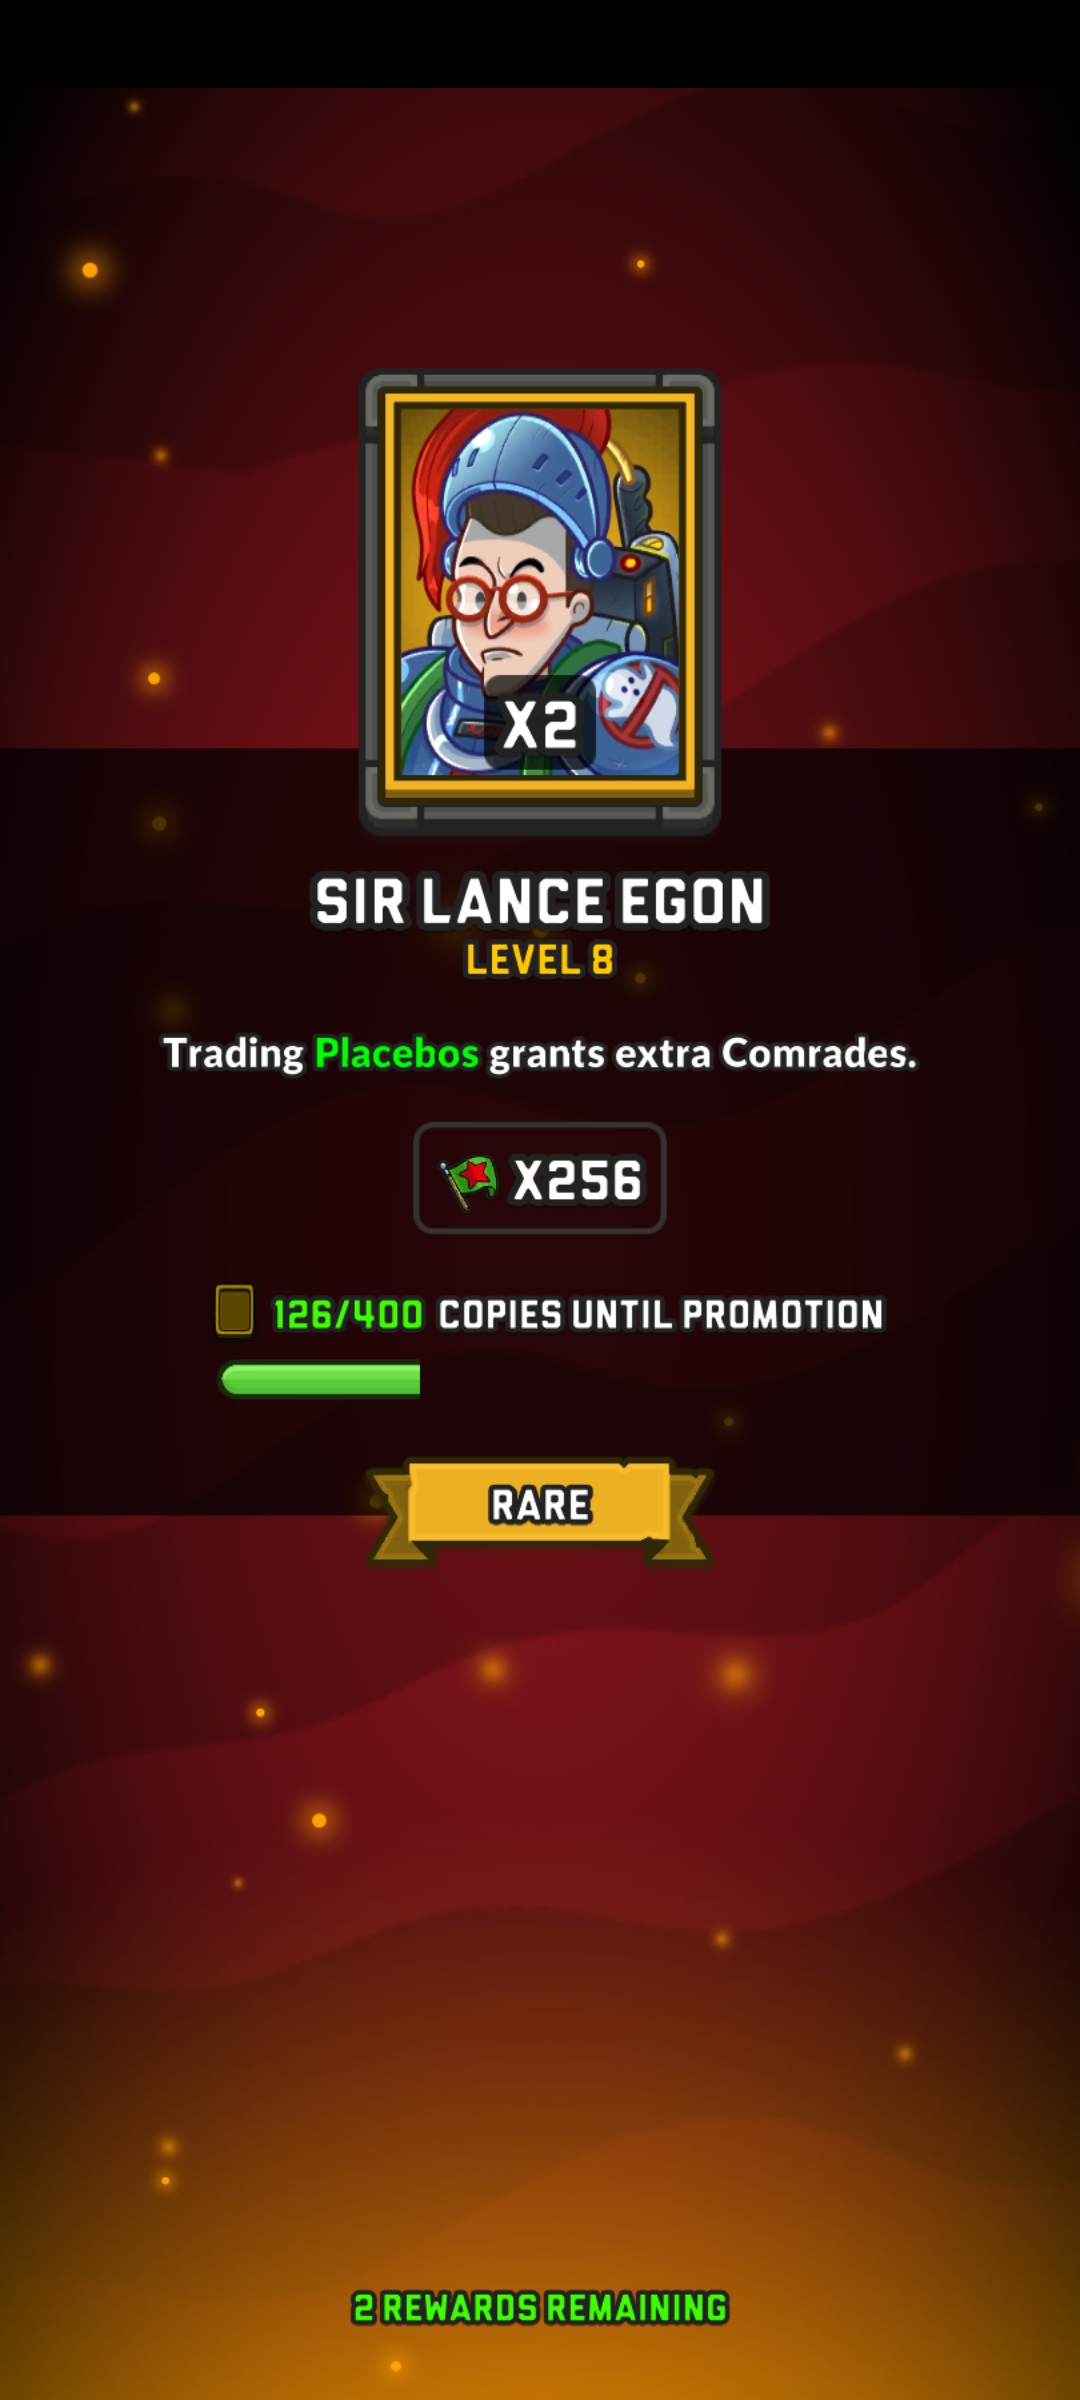 X2
SIR LANCE EGON
LEVEL 8
Trading Placebos grants extra Comrades.
X256
126/400 COPIES UNTIL PROMOTION
RARE
2 REWARDS REMAINING